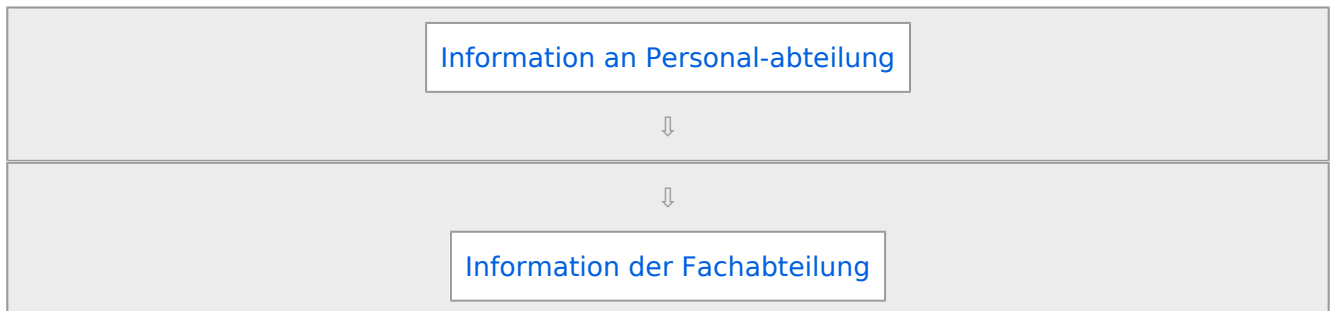 Information an Personal-abteilung
⇩
⇩
Information der Fachabteilung